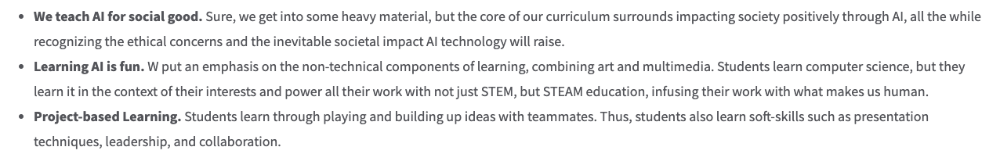 • We teach AI for social good. Sure, we get into some heavy material, but the core of our curriculum surrounds impacting society positively through AI, all the while
recognizing the ethical concerns and the inevitable societal impact AI technology will raise.
• Learning AI is fun. W put an emphasis on the non-technical components of learning, combining art and multimedia. Students learn computer science, but they
learn it in the context of their interests and power all their work with not just STEM, but STEAM education, infusing their work with what makes us human.
• Project-based Learning. Students learn through playing and building up ideas with teammates. Thus, students also learn soft-skills such as presentation
techniques, leadership, and collaboration.